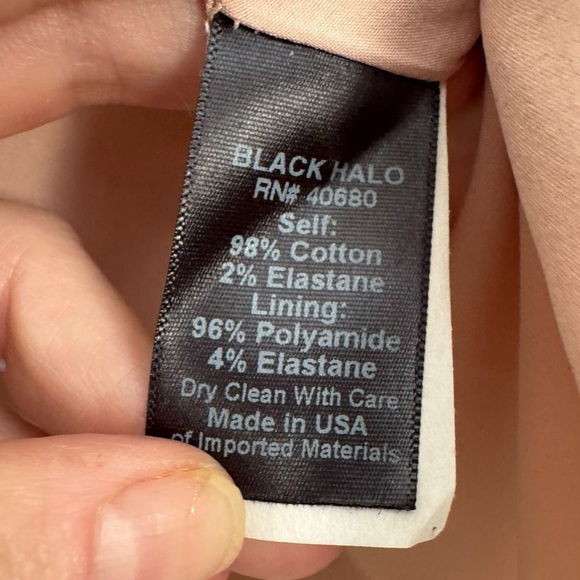 BLACK HALO
RN# 40680
Self:
98% Cotton
2% Elastane
Lining:
96% Polyamide
4% Elastane
Dry Clean With Care
Made in USA
of Imported Materials